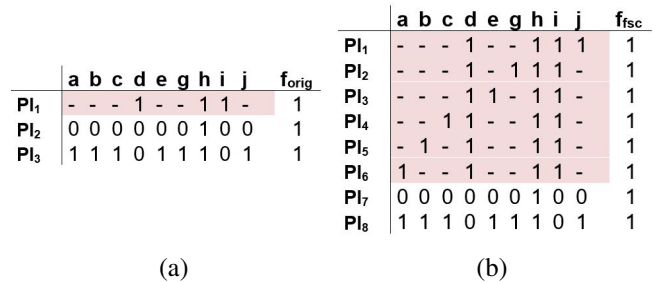 a b c d e g h i j f_orig
PI₁ - - - 1 - - 1 1 - 1
PI₂ 0 0 0 0 0 0 1 0 0 1
PI₃ 1 1 1 0 1 1 1 0 1 1
(a)
a b c d e g h i j f_fsc
PI₁ - - - 1 - - 1 1 1 1
PI₂ - - - 1 - 1 1 1 - 1
PI₃ - - - 1 1 - 1 1 - 1
PI₄ - - 1 1 - - 1 1 - 1
PI₅ - 1 - 1 - - 1 1 - 1
PI₆ 1 - - 1 - - 1 1 - 1
PI₇ 0 0 0 0 0 0 1 0 0 1
PI₈ 1 1 1 0 1 1 1 0 1 1
(b)